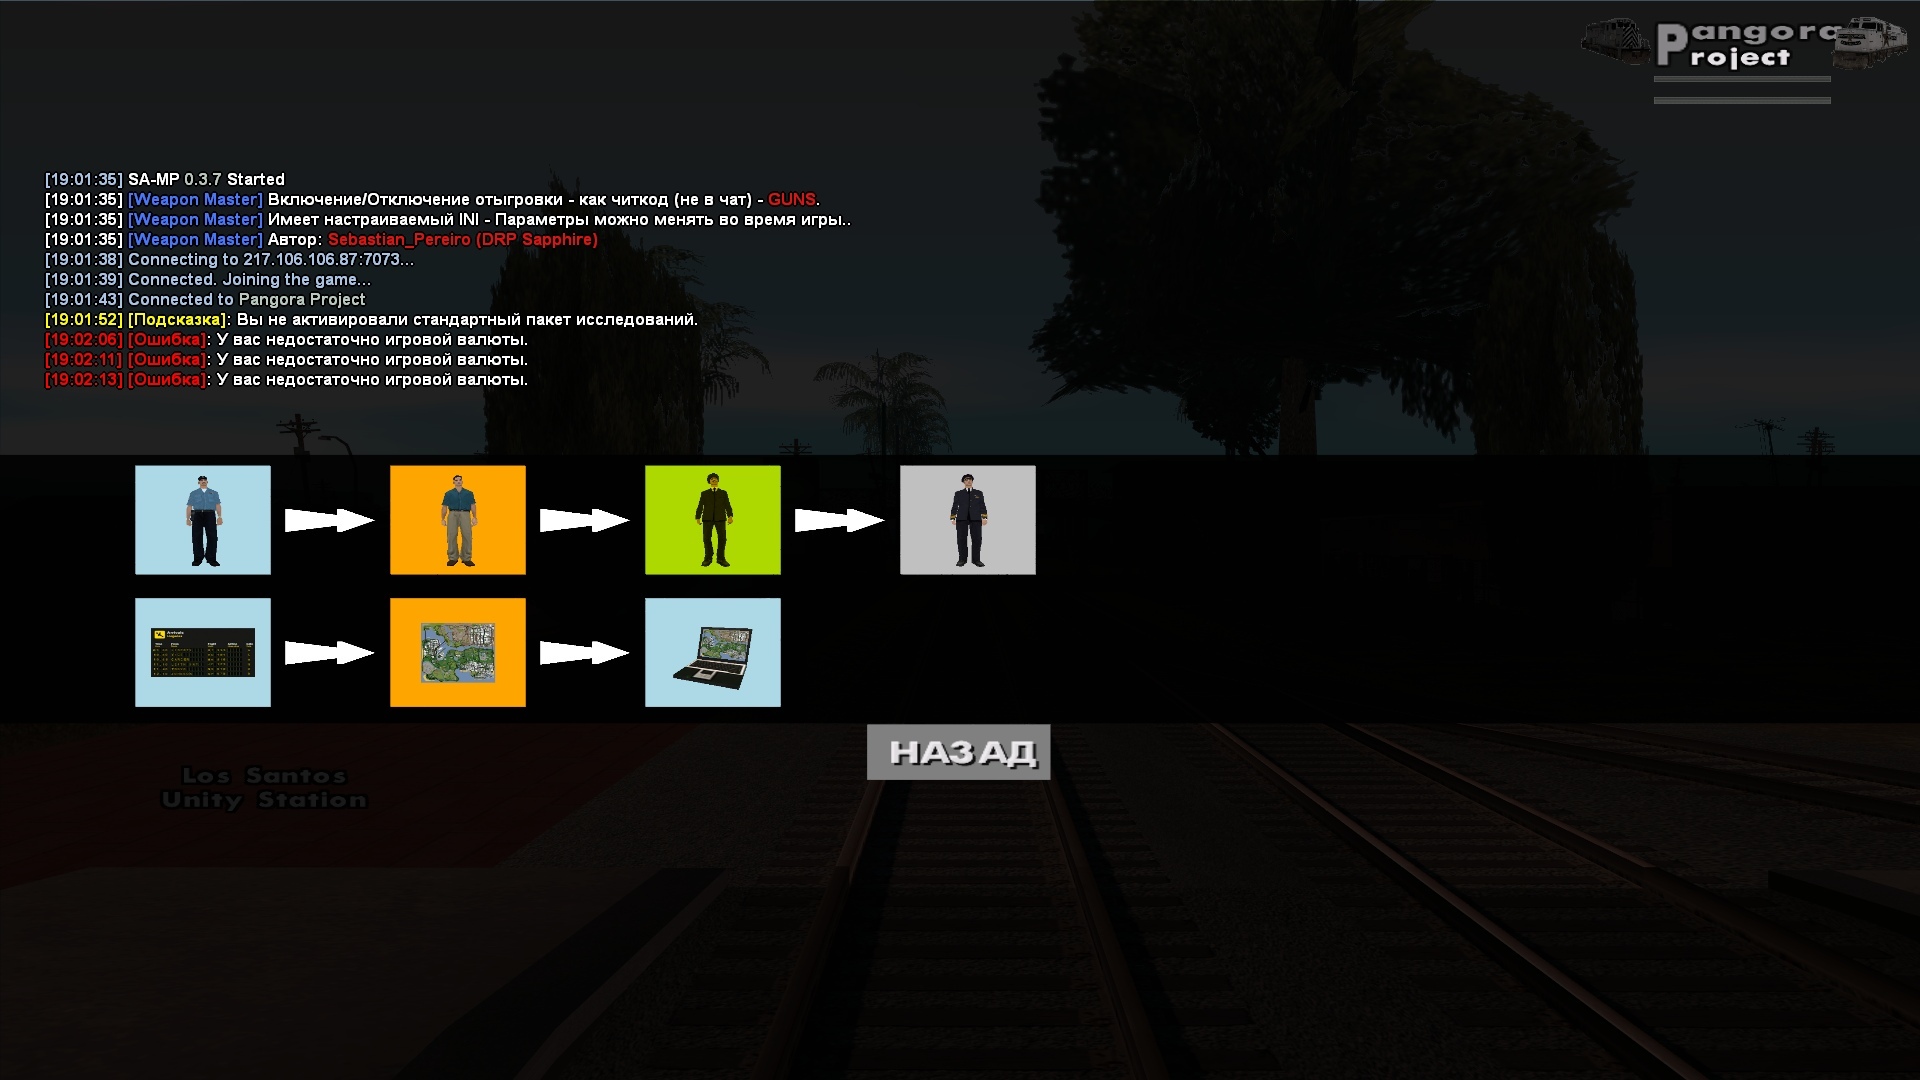 Pangora
Project
[19:01:35] SA-MP 0.3.7 Started
[19:01:35] [Weapon Master] Включение/Отключение отыгровки - как читкод (не в чат) - GUNS.
[19:01:35] [Weapon Master] Имеет настраиваемый INI - Параметры можно менять во время игры..
[19:01:35] [Weapon Master] Автор: Sebastian_Pereiro (DRP Sapphire)
[19:01:38] Connecting to 217.106.106.87:7073...
[19:01:39] Connected. Joining the game...
[19:01:43] Connected to Pangora Project
[19:01:52] [Подсказка]: Вы не активировали стандартный пакет исследований.
[19:02:06] [Ошибка]: У вас недостаточно игровой валюты.
[19:02:11] [Ошибка]: У вас недостаточно игровой валюты.
[19:02:13] [Ошибка]: У вас недостаточно игровой валюты.
Arrivals
НАЗАД
Los Santos
Unity Station